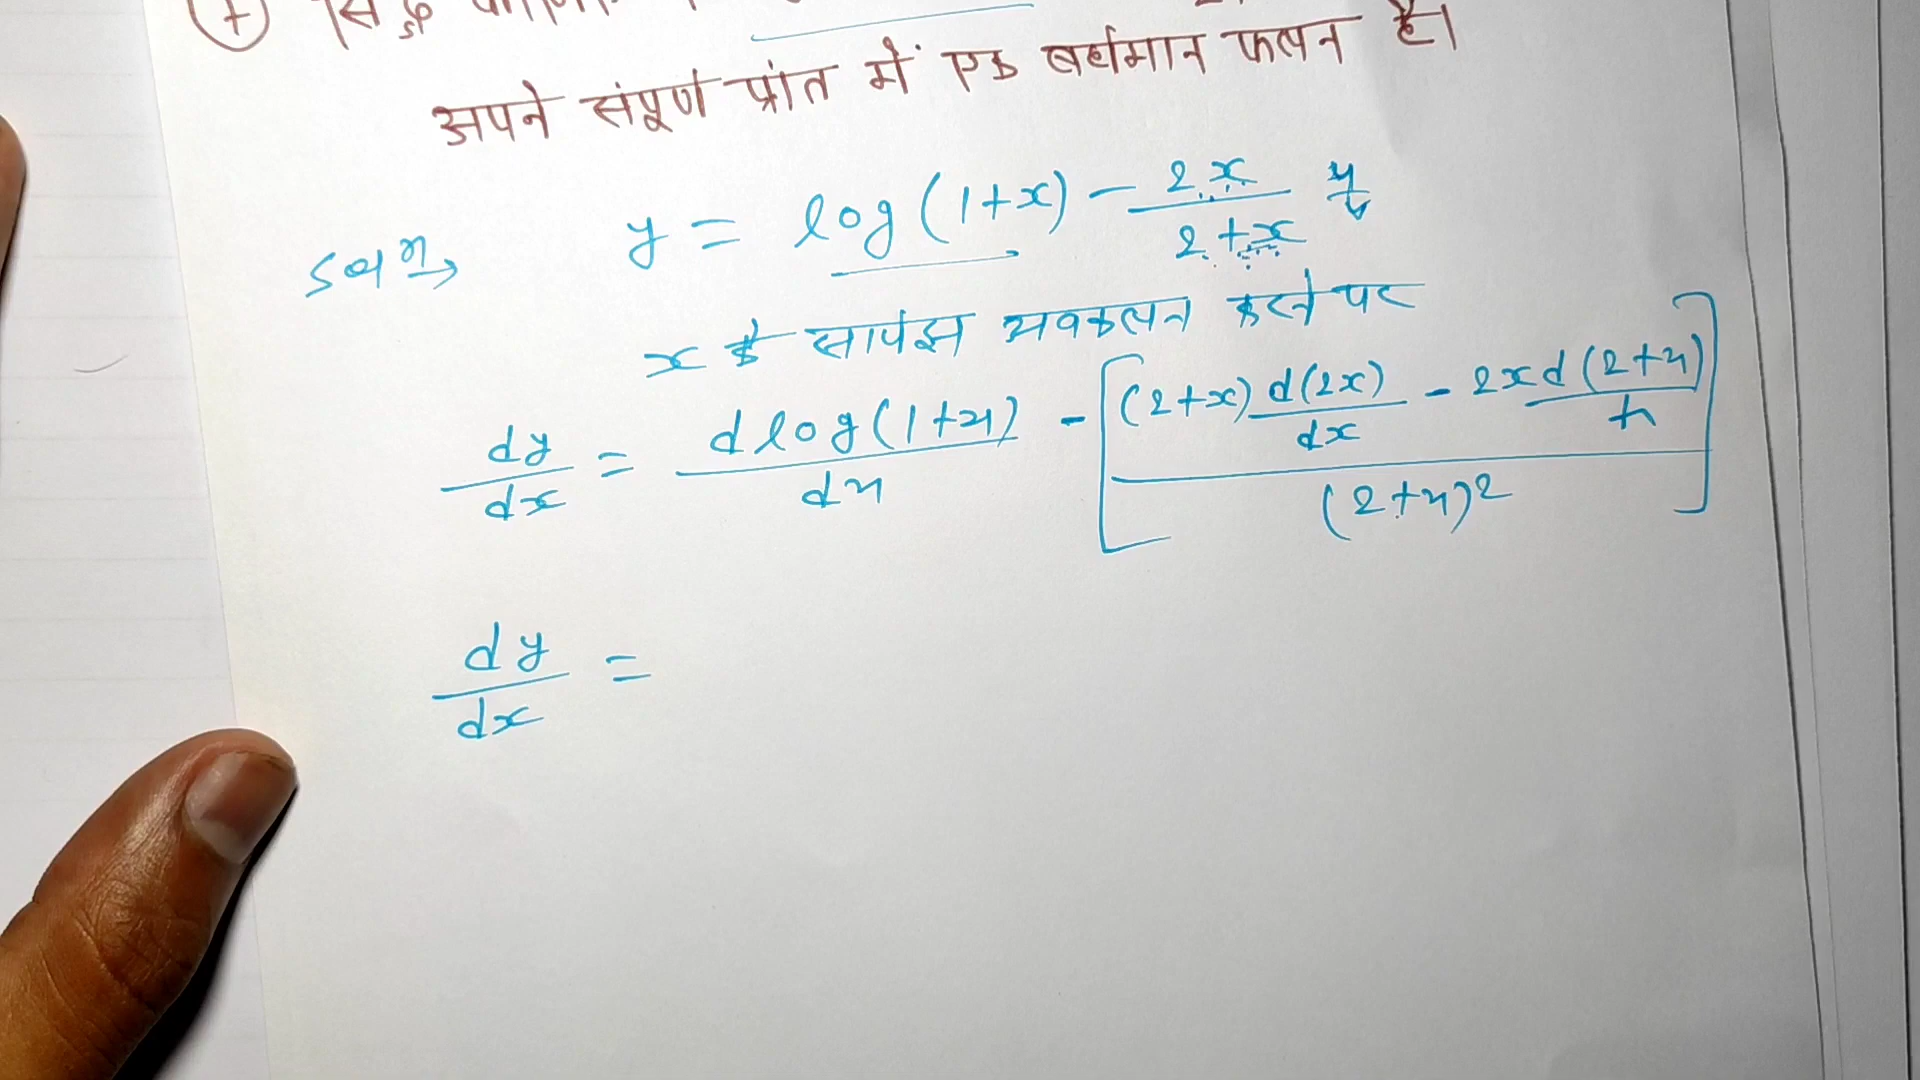 7 सिद्ध
अपने संपूर्ण प्रांत में एक वर्धमान फलन है।
Solⁿ→ y = log(1+x) - 2x/(2+x)
x के सापेक्ष अवकलन करने पर
dy/dx = d log(1+x)/dx - [((2+x) d(2x)/dx - 2x d(2+x)/dx)/(2+x)²]
dy/dx =